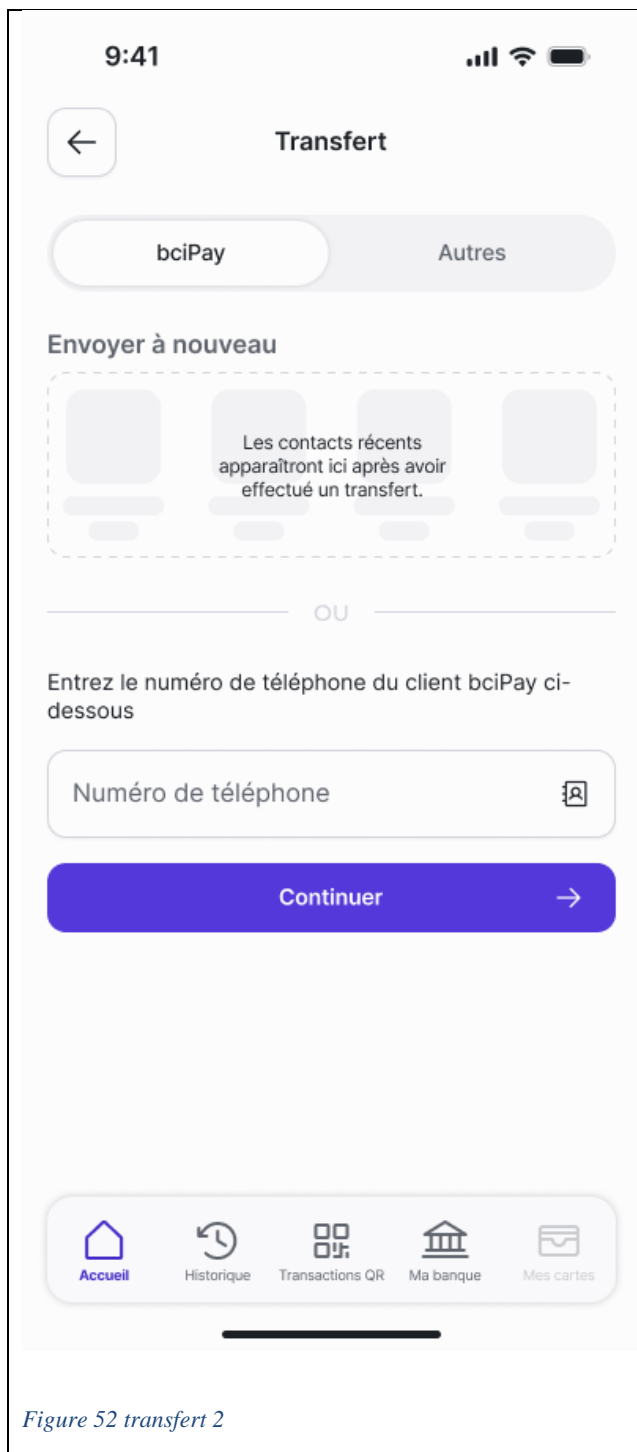 9:41
Transfert
bciPay
Autres
Envoyer à nouveau
Les contacts récents
apparaîtront ici après avoir
effectué un transfert.
OU
Entrez le numéro de téléphone du client bciPay ci-
dessous
Numéro de téléphone
Continuer
Accueil
Historique
Transactions QR
Ma banque
Mes cartes
Figure 52 transfert 2